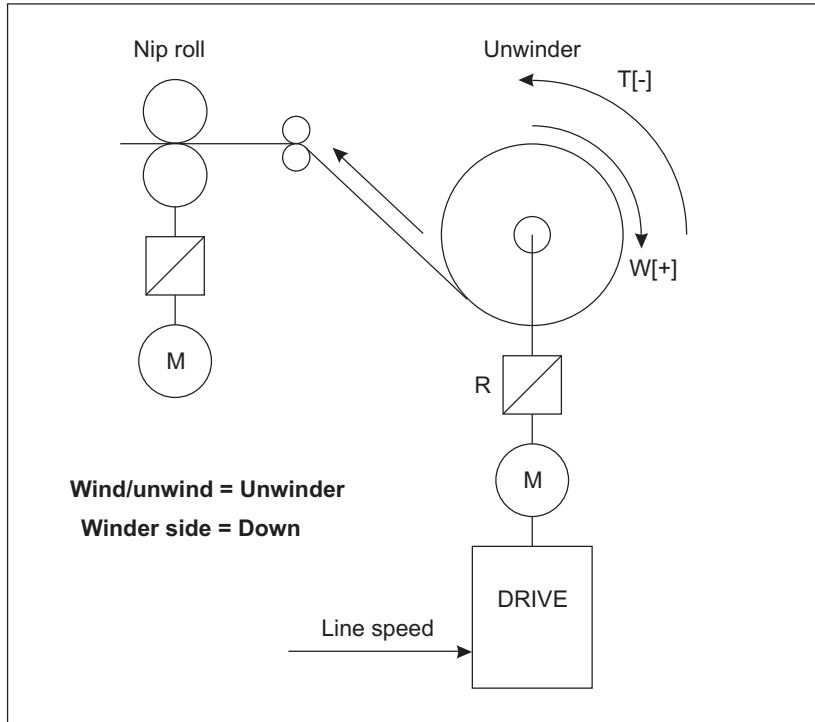 Nip roll
Unwinder
T[-]
W[+]
R
M
M
Wind/unwind = Unwinder
Winder side = Down
DRIVE
Line speed